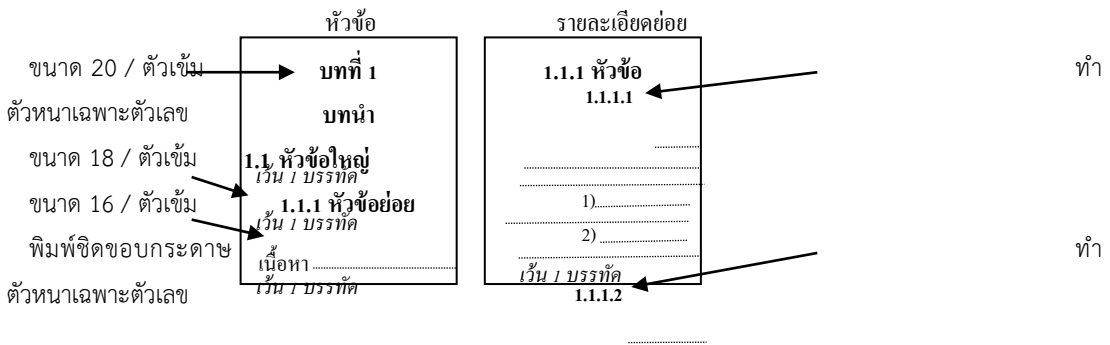 หัวข้อ รายละเอียดย่อย
ขนาด 20 / ตัวเข้ม บทที่ 1 1.1.1 หัวข้อ ทำ
1.1.1.1
ตัวหนาเฉพาะตัวเลข บทนำ
ขนาด 18 / ตัวเข้ม 1.1 หัวข้อใหญ่
เว้น 1 บรรทัด
ขนาด 16 / ตัวเข้ม 1.1.1 หัวข้อย่อย 1)
เว้น 1 บรรทัด
พิมพ์ชิดขอบกระดาษ 2) ทำ
เนื้อหา
เว้น 1 บรรทัด เว้น 1 บรรทัด
ตัวหนาเฉพาะตัวเลข 1.1.1.2